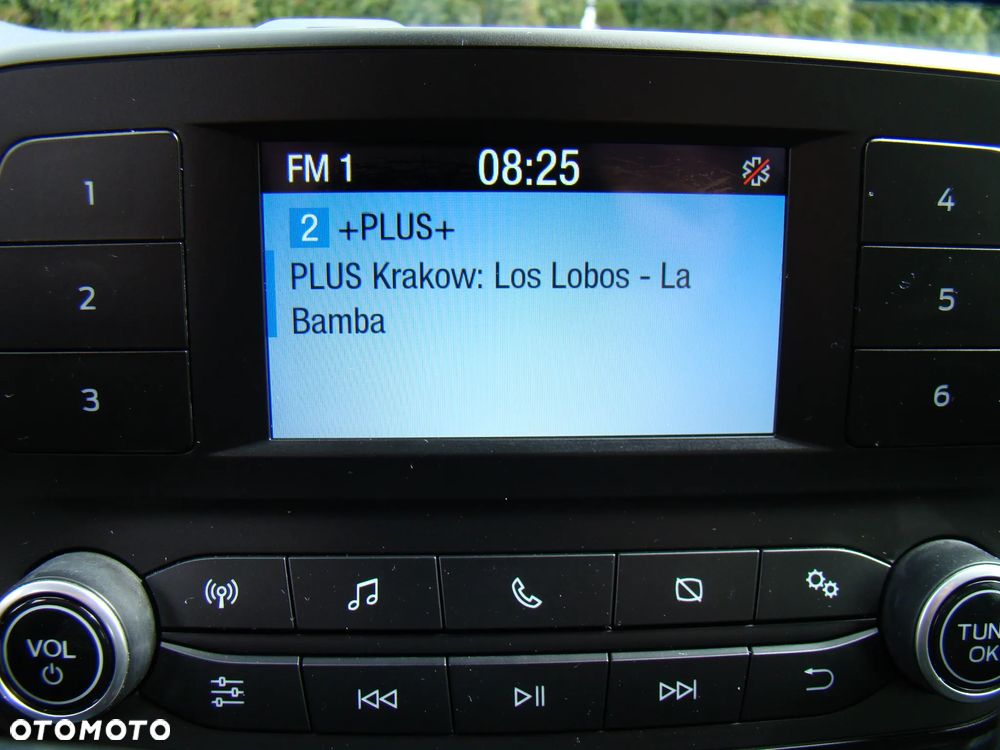 FM 1 08:25
2 +PLUS+
PLUS Krakow: Los Lobos - La
Bamba
1
2
3
4
5
6
VOL
TUN
OK
OTOMOTO